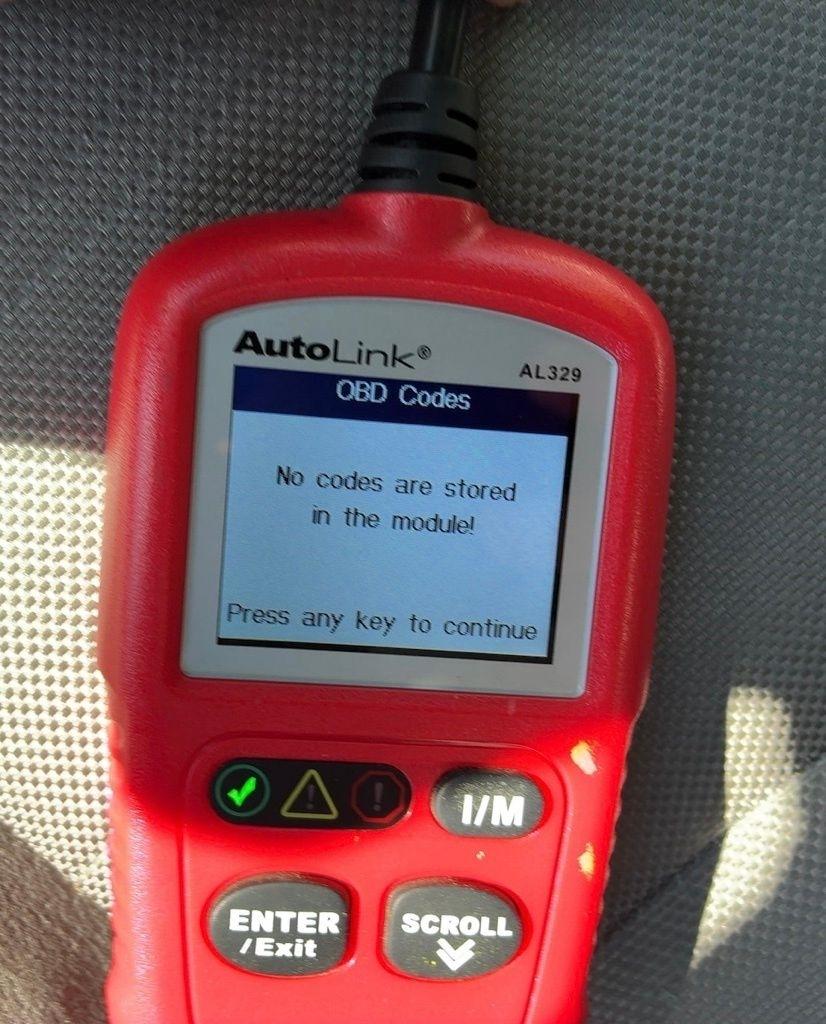 AutoLink®
AL329
OBD Codes
No codes are stored
in the module!
Press any key to continue
I/M
ENTER
/Exit
SCROLL